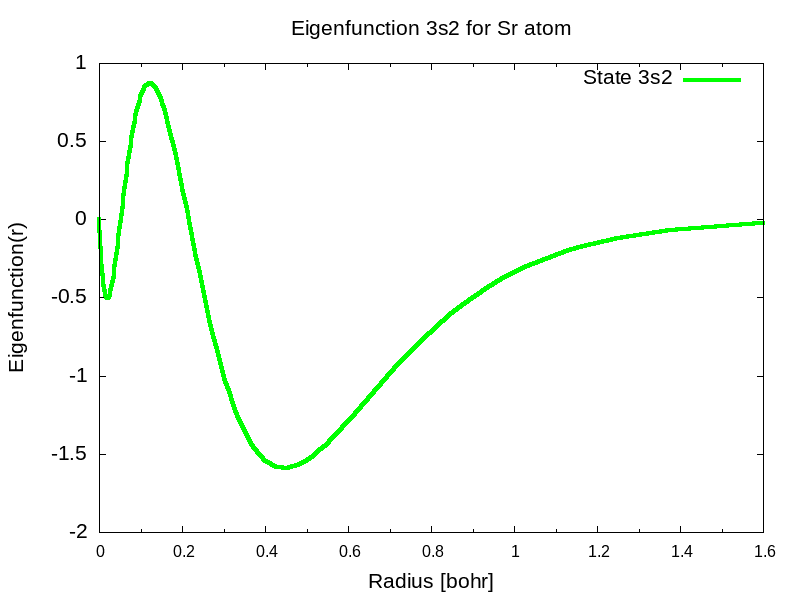 Eigenfunction 3s2 for Sr atom
State 3s2
1
0.5
0
-0.5
-1
-1.5
-2
Eigenfunction(r)
0 0.2 0.4 0.6 0.8 1 1.2 1.4 1.6
Radius [bohr]